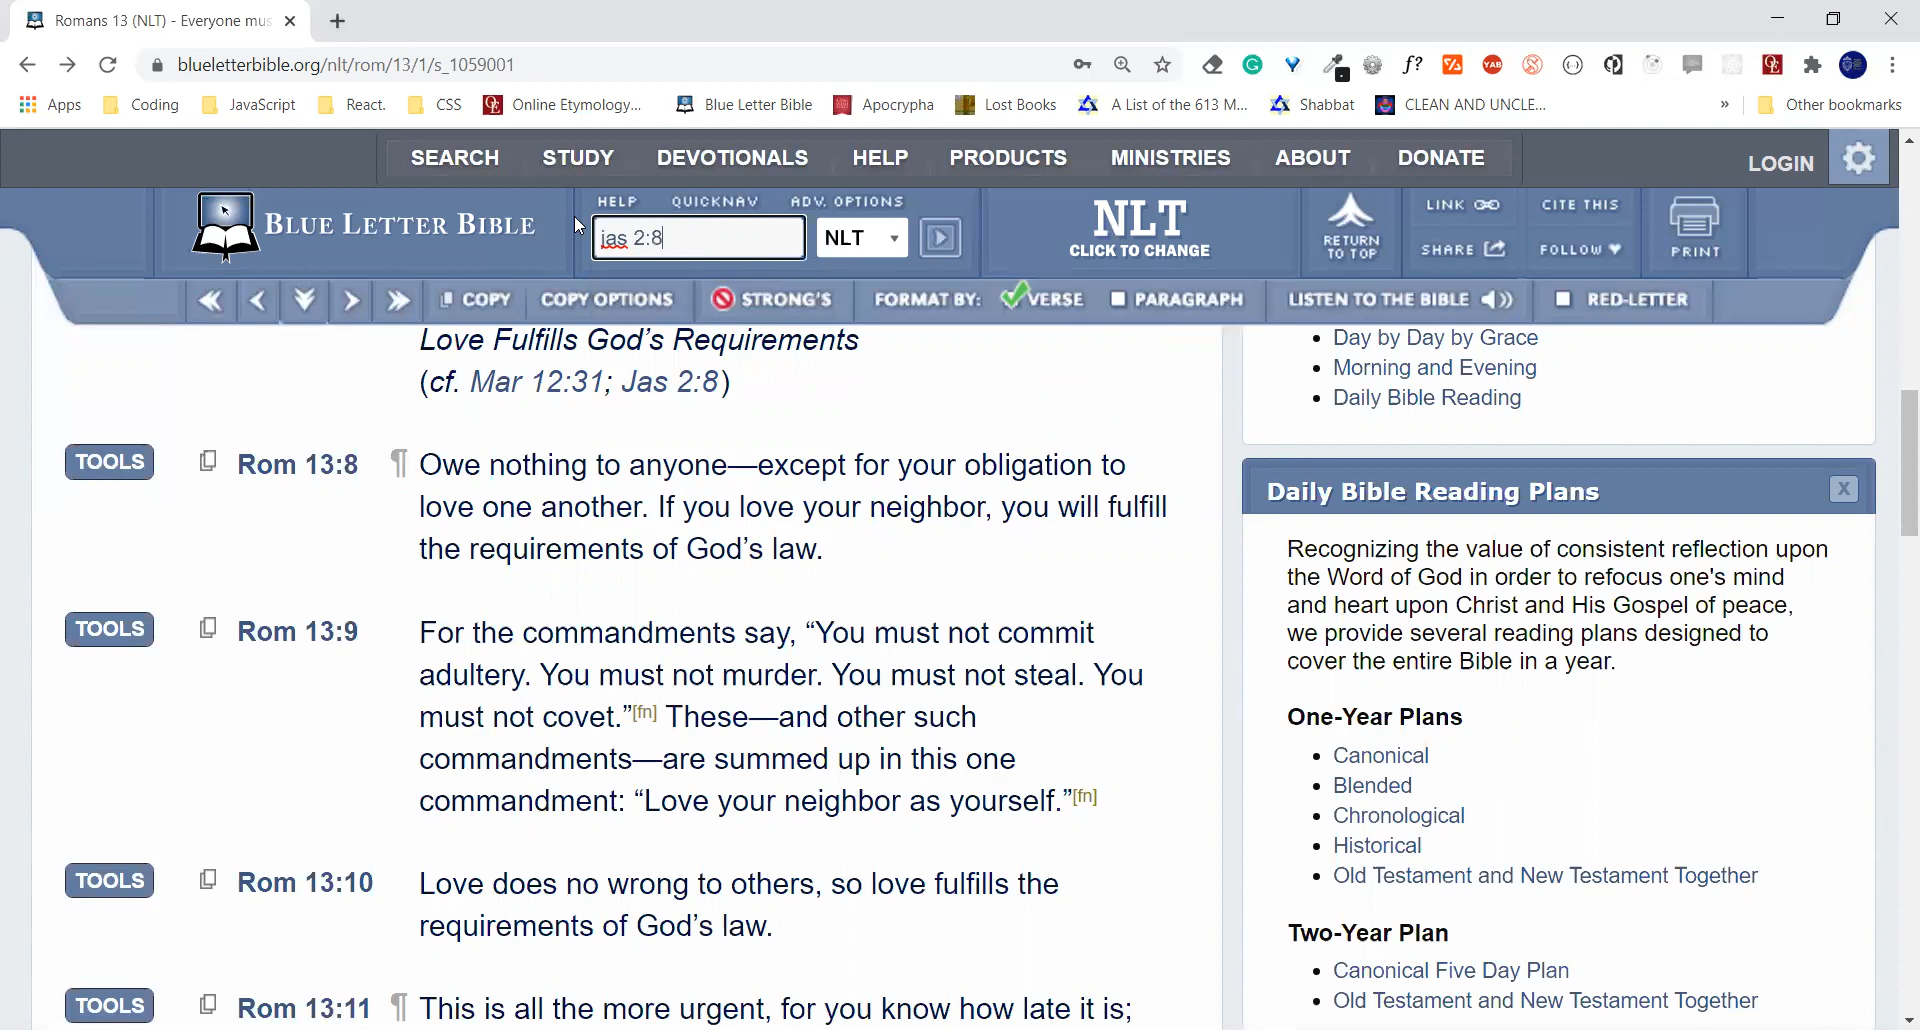 Romans 13 (NLT) - Everyone mus
blueletterbible.org/nlt/rom/13/1/s_1059001
Apps Coding JavaScript React. CSS Online Etymology... Blue Letter Bible Apocrypha Lost Books A List of the 613 M... Shabbat CLEAN AND UNCLE... » Other bookmarks
SEARCH STUDY DEVOTIONALS HELP PRODUCTS MINISTRIES ABOUT DONATE LOGIN
BLUE LETTER BIBLE
HELP QUICKNAV ADV. OPTIONS
jas 2:8 NLT
NLT
CLICK TO CHANGE
RETURN
TO TOP
LINK CITE THIS
SHARE FOLLOW
PRINT
COPY COPY OPTIONS STRONG'S FORMAT BY: VERSE PARAGRAPH LISTEN TO THE BIBLE RED-LETTER
Love Fulfills God’s Requirements
(cf. Mar 12:31; Jas 2:8)
TOOLS Rom 13:8 ¶ Owe nothing to anyone—except for your obligation to
love one another. If you love your neighbor, you will fulfill
the requirements of God’s law.
TOOLS Rom 13:9 For the commandments say, “You must not commit
adultery. You must not murder. You must not steal. You
must not covet.”[fn] These—and other such
commandments—are summed up in this one
commandment: “Love your neighbor as yourself.”[fn]
TOOLS Rom 13:10 Love does no wrong to others, so love fulfills the
requirements of God’s law.
TOOLS Rom 13:11 ¶ This is all the more urgent, for you know how late it is;
• Day by Day by Grace
• Morning and Evening
• Daily Bible Reading
Daily Bible Reading Plans X
Recognizing the value of consistent reflection upon
the Word of God in order to refocus one's mind
and heart upon Christ and His Gospel of peace,
we provide several reading plans designed to
cover the entire Bible in a year.
One-Year Plans
• Canonical
• Blended
• Chronological
• Historical
• Old Testament and New Testament Together
Two-Year Plan
• Canonical Five Day Plan
• Old Testament and New Testament Together